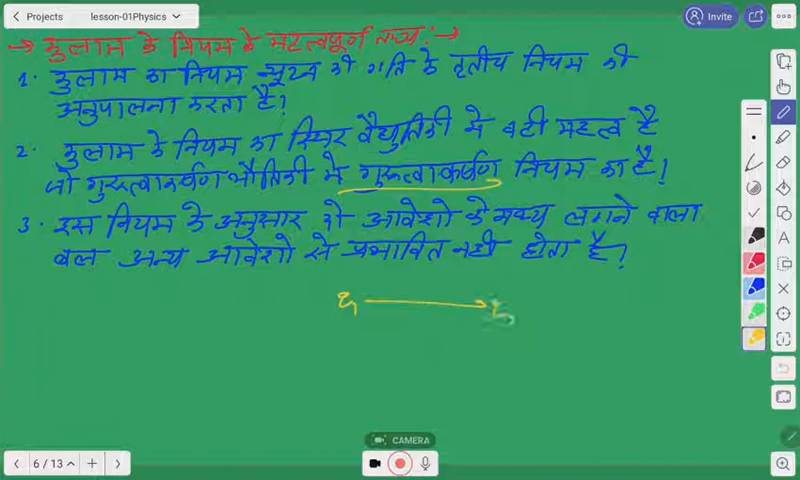 Projects lesson-01Physics Invite
→ कुलाम के नियम के महत्वपूर्ण तथ्य:→
1. कुलाम का नियम न्यूटन की गति के तृतीय नियम की
अनुपालना करता है?
2. कुलाम के नियम का स्थिर वैद्युतिकी मे वही महत्व है
जो गुरूत्वाकर्षण भौतिकी मे गुरूत्वाकर्षण नियम का है?
3. इस नियम के अनुसार दो आवेशो के मध्य लगने वाला
बल अन्य आवेशो से प्रभावित नही होता है?
CAMERA
6/13